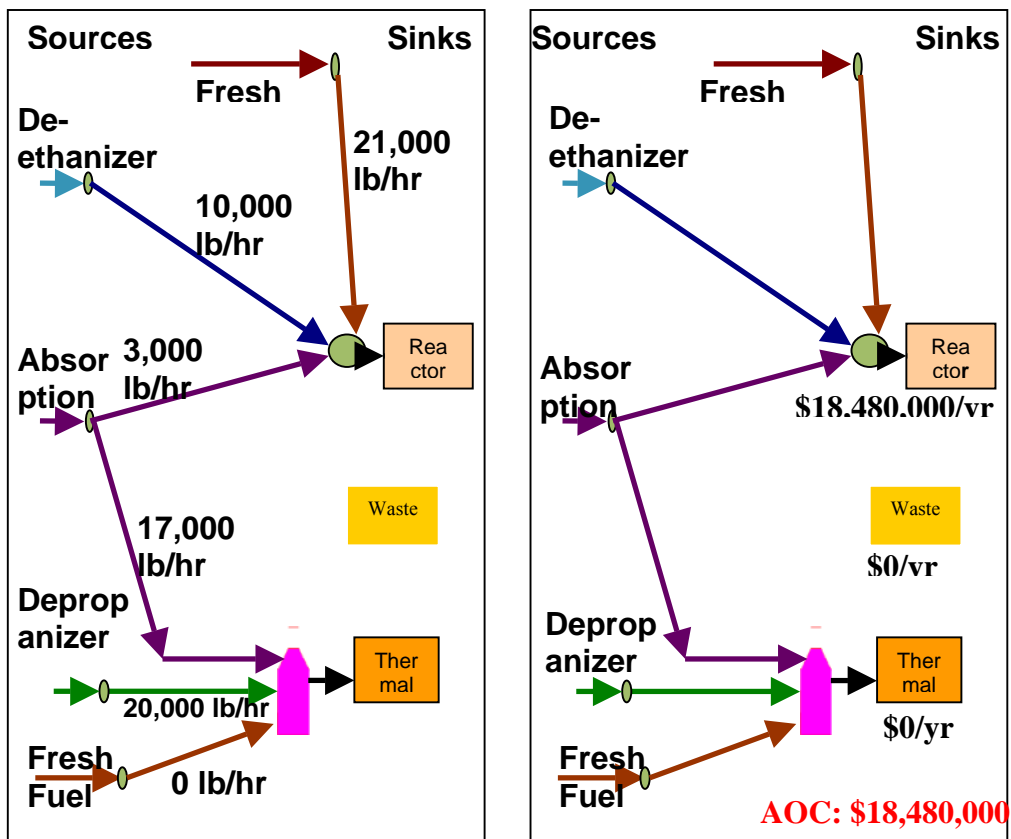 Sources Sinks
Fresh
De-
ethanizer
21,000
lb/hr
10,000
lb/hr
Rea
ctor
Absor
ption
3,000
lb/hr
Waste
17,000
lb/hr
Deprop
anizer
Ther
mal
20,000 lb/hr
Fresh
Fuel
0 lb/hr
Sources Sinks
Fresh
De-
ethanizer
Rea
ctor
Absor
ption
$18,480,000/yr
Waste
$0/yr
Deprop
anizer
Ther
mal
$0/yr
Fresh
Fuel
AOC: $18,480,000